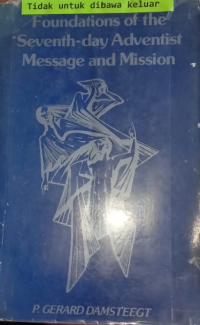 Tidak untuk dibawa keluar
Foundations of the
Seventh-day Adventist
Message and Mission
P. GERARD DAMSTEEGT